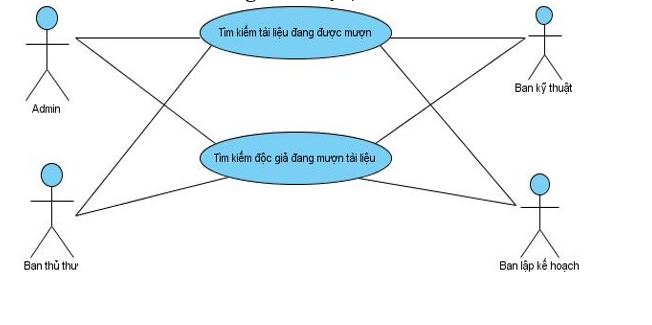 Tìm kiếm tài liệu đang được mượn
Admin
Ban kỹ thuật
Tìm kiếm độc giả đang mượn tài liệu
Ban thủ thư
Ban lập kế hoạch